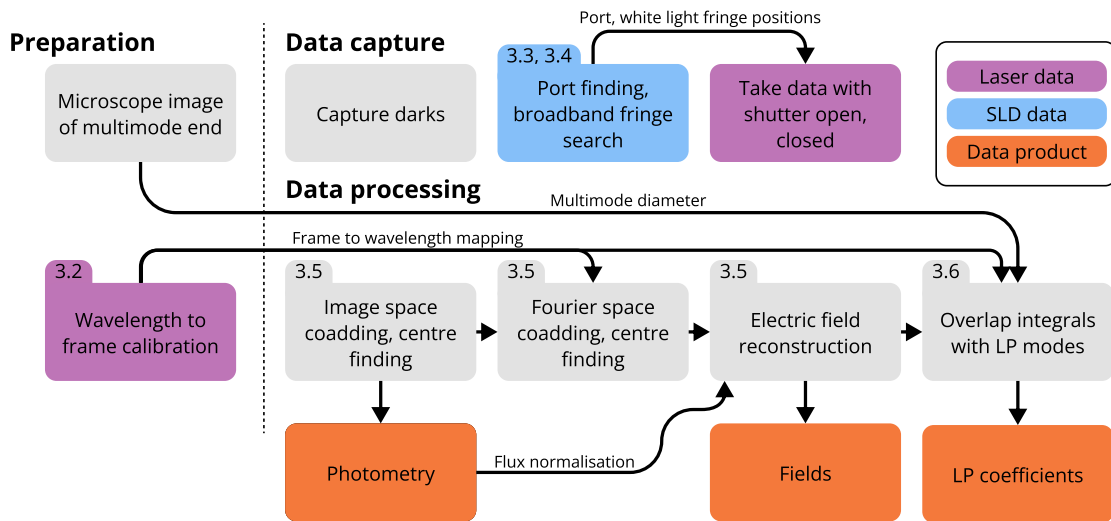 Port, white light fringe positions
Preparation
Data capture
3.3, 3.4
Microscope image
of multimode end
Capture darks
Port finding,
broadband fringe
search
Take data with
shutter open,
closed
Laser data
SLD data
Data product
Data processing
Multimode diameter
Frame to wavelength mapping
3.2
Wavelength to
frame calibration
3.5
Image space
coadding, centre
finding
3.5
Fourier space
coadding, centre
finding
3.5
Electric field
reconstruction
3.6
Overlap integrals
with LP modes
Photometry
Flux normalisation
Fields
LP coefficients